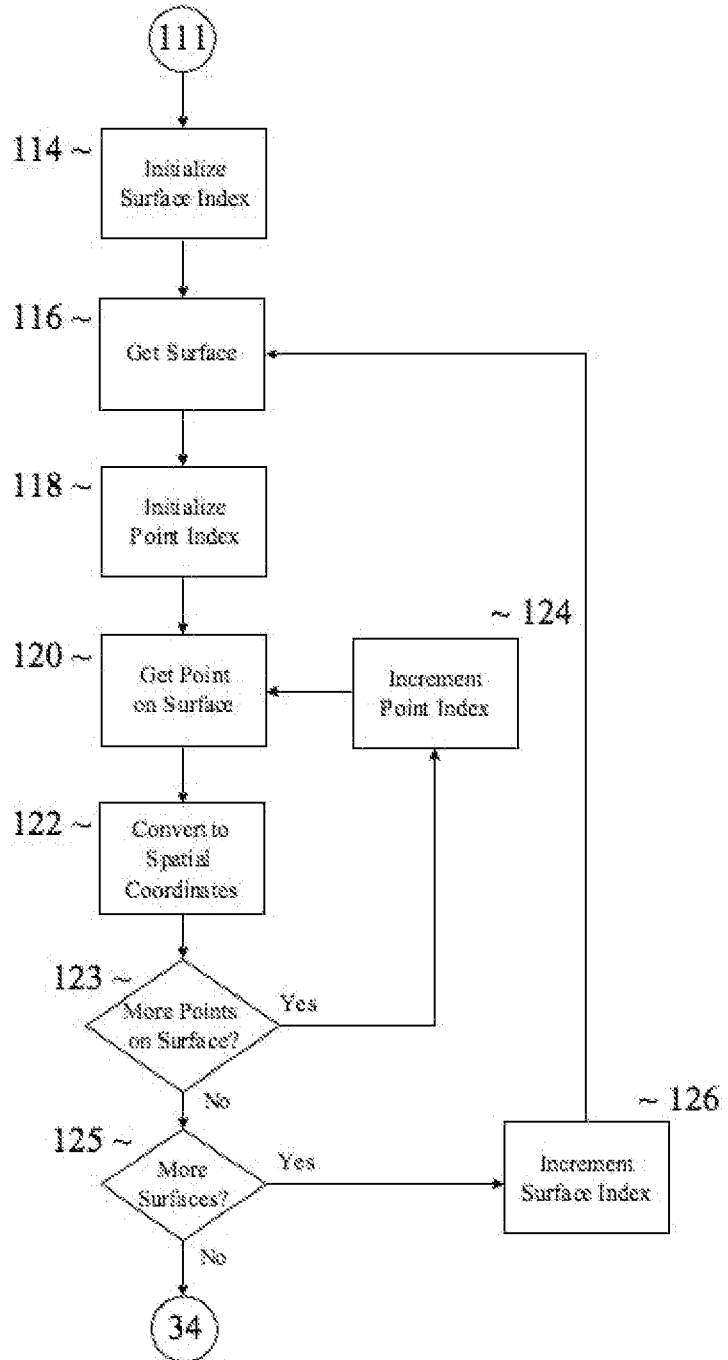 111
114 ~
Initialize
Surface Index
116 ~
Get Surface
118 ~
Initialize
Point Index
~ 124
120 ~
Get Point
on Surface
Increment
Point Index
122 ~
Convert to
Spatial
Coordinates
123 ~
More Points
on Surface?
Yes
No
~ 126
125 ~
More
Surfaces?
Yes
Increment
Surface Index
No
34